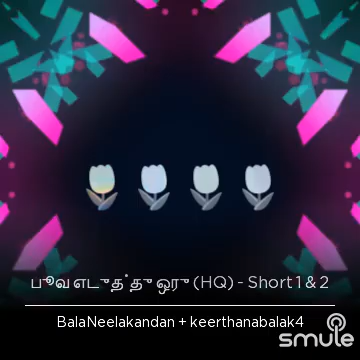 பூவ எடுத்து ஒரு (HQ) - Short 1 & 2
BalaNeelakandan + keerthanabalak4
smule